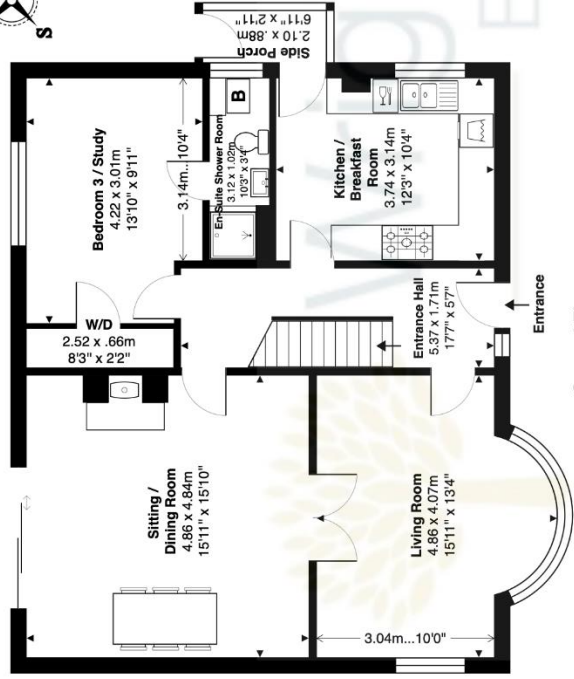 S
Side Porch
2.10 x .88m
6'11" x 2'11"
Bedroom 3 / Study
4.22 x 3.01m
13'10" x 9'11"
3.14m...10'4"
B
En-Suite Shower Room
3.12 x 1.02m
10'3" x 3'4"
Kitchen /
Breakfast
Room
3.74 x 3.14m
12'3" x 10'4"
W/D
2.52 x .66m
8'3" x 2'2"
Entrance Hall
5.37 x 1.71m
17'7" x 5'7"
Entrance
Sitting /
Dining Room
4.86 x 4.84m
15'11" x 15'10"
Living Room
4.86 x 4.07m
15'11" x 13'4"
3.04m...10'0"